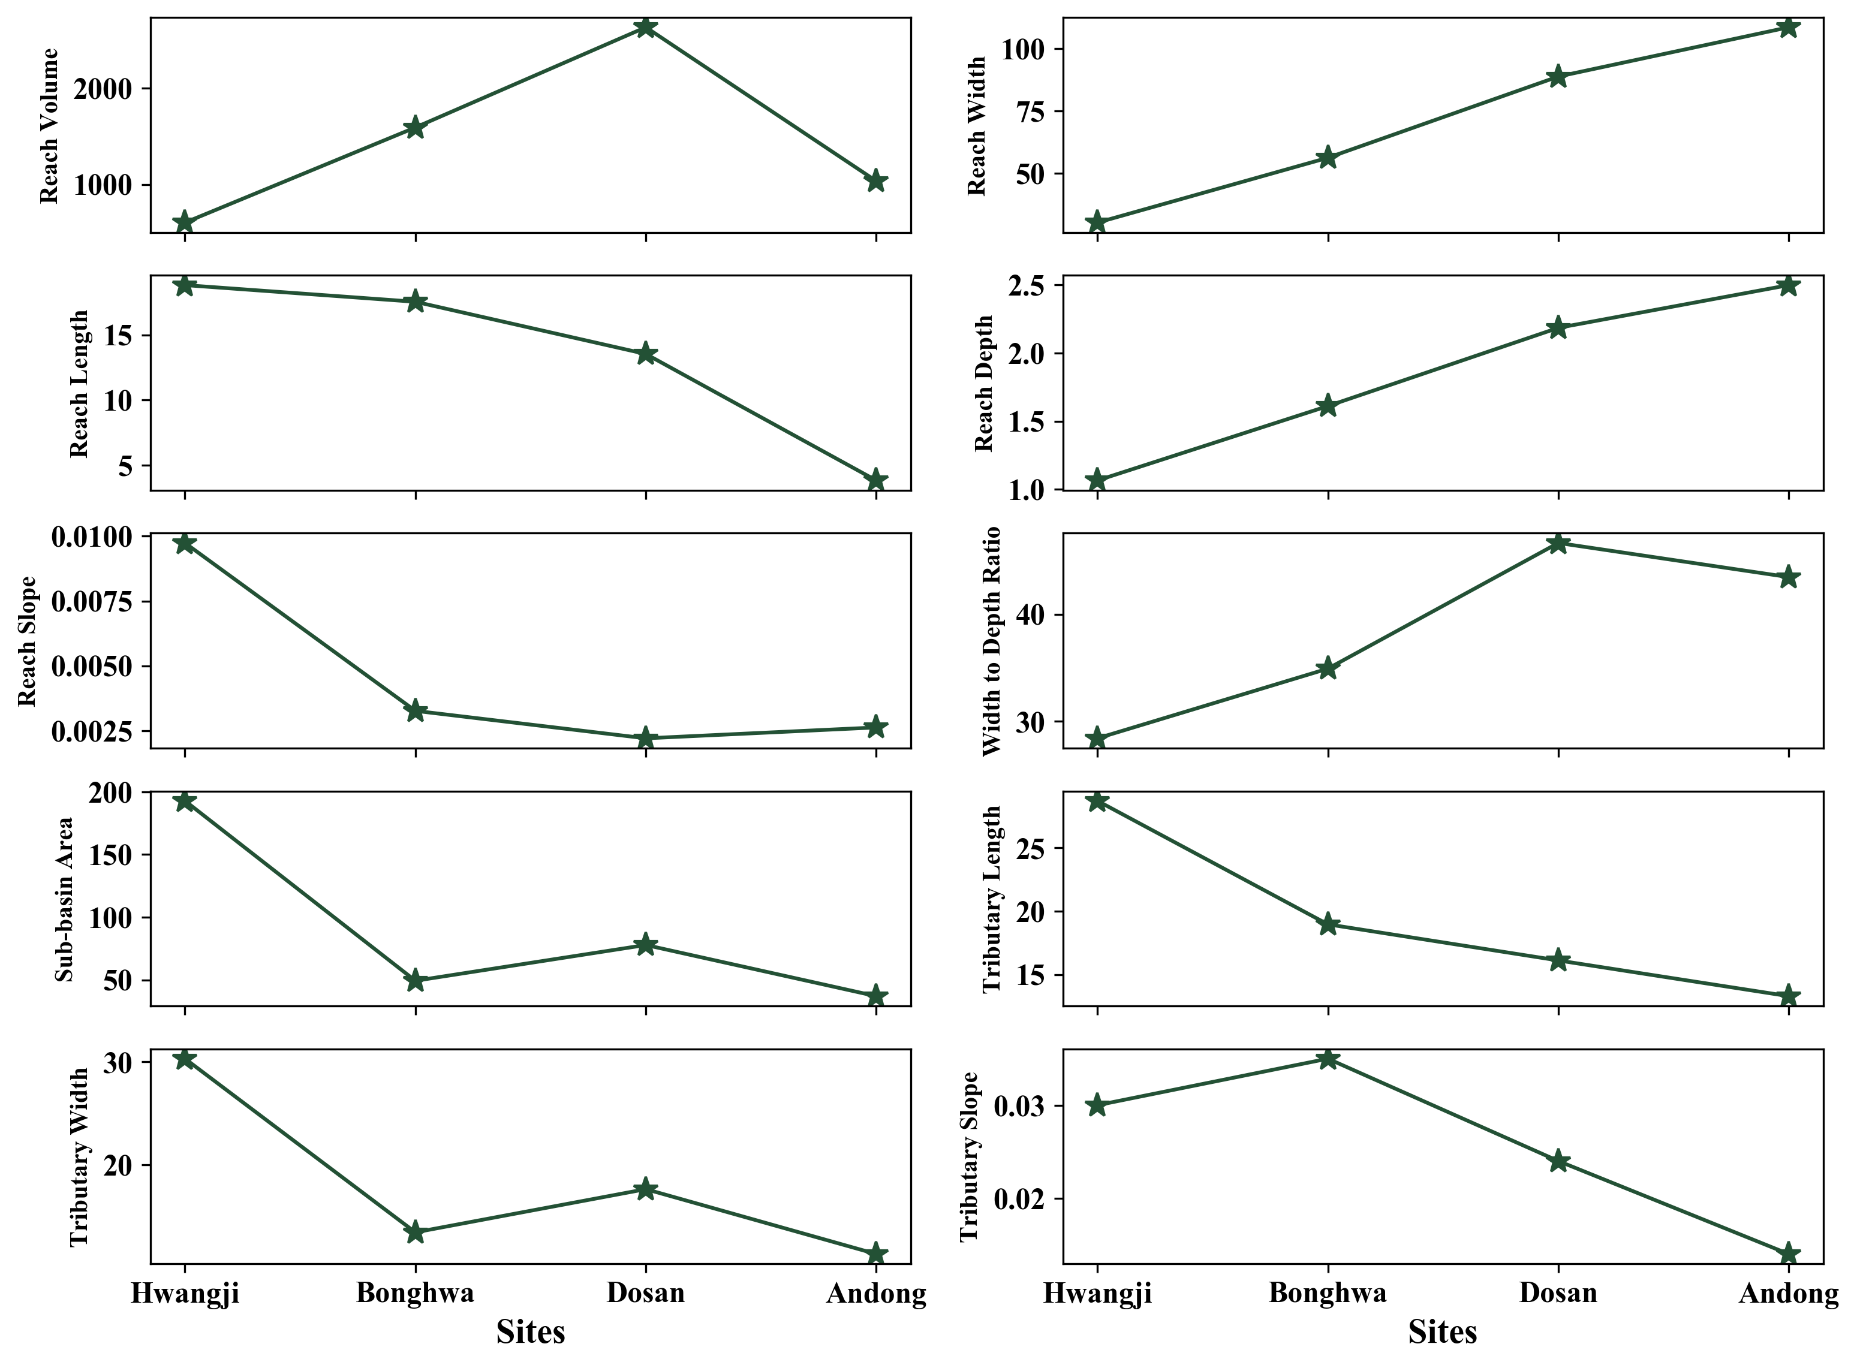 Reach Volume
2000
1000
Reach Width
100
75
50
Reach Length
15
10
5
Reach Depth
2.5
2.0
1.5
1.0
Reach Slope
0.0100
0.0075
0.0050
0.0025
Width to Depth Ratio
40
30
Sub-basin Area
200
150
100
50
Tributary Length
25
20
15
Tributary Width
30
20
Hwangji Bonghwa Dosan Andong
Sites
Tributary Slope
0.03
0.02
Hwangji Bonghwa Dosan Andong
Sites